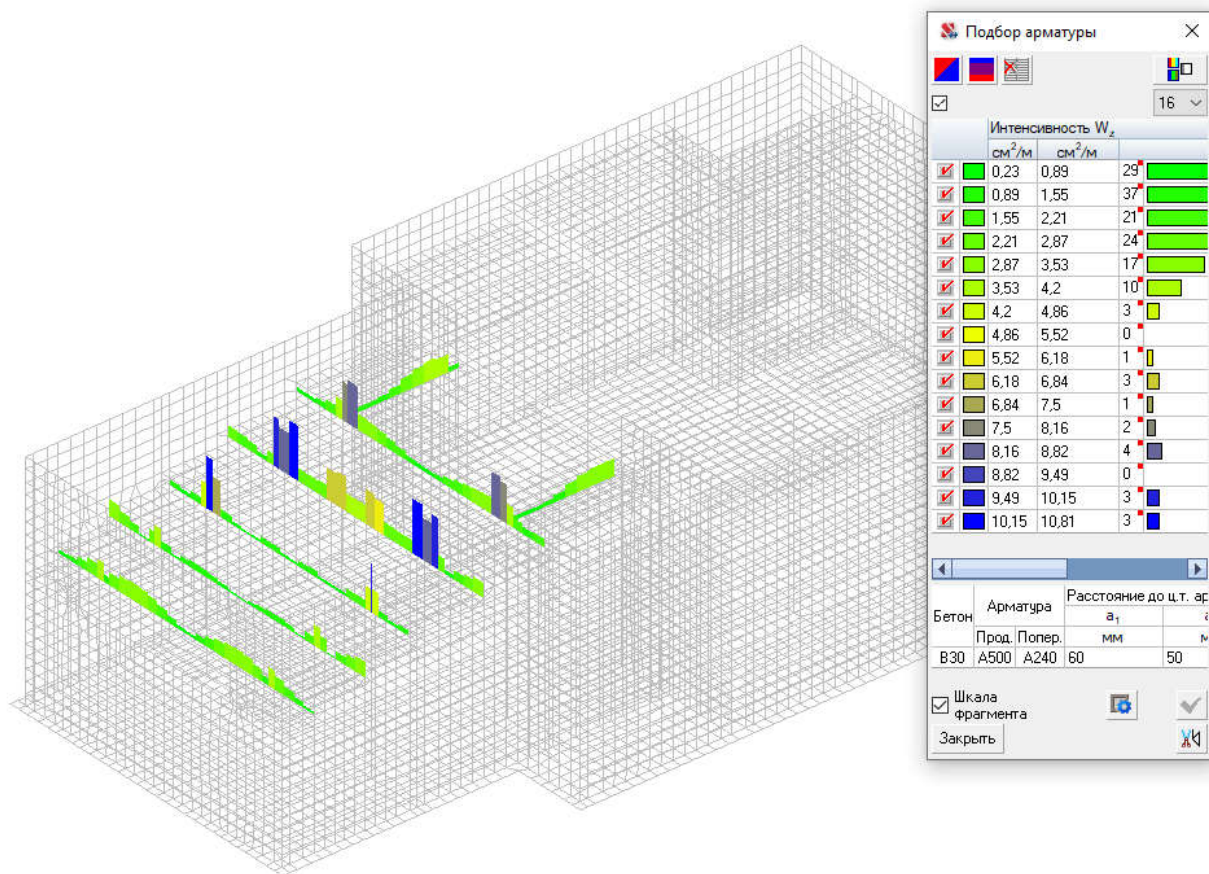 Подбор арматуры
16
Интенсивность Wz
см²/м см²/м
0,23 0,89 29
0,89 1,55 37
1,55 2,21 21
2,21 2,87 24
2,87 3,53 17
3,53 4,2 10
4,2 4,86 3
4,86 5,52 0
5,52 6,18 1
6,18 6,84 3
6,84 7,5 1
7,5 8,16 2
8,16 8,82 4
8,82 9,49 0
9,49 10,15 3
10,15 10,81 3
Бетон Арматура Расстояние до ц.т. ар
a₁
Прод. Попер. мм
B30 A500 A240 60 50
Шкала
фрагмента
Закрыть